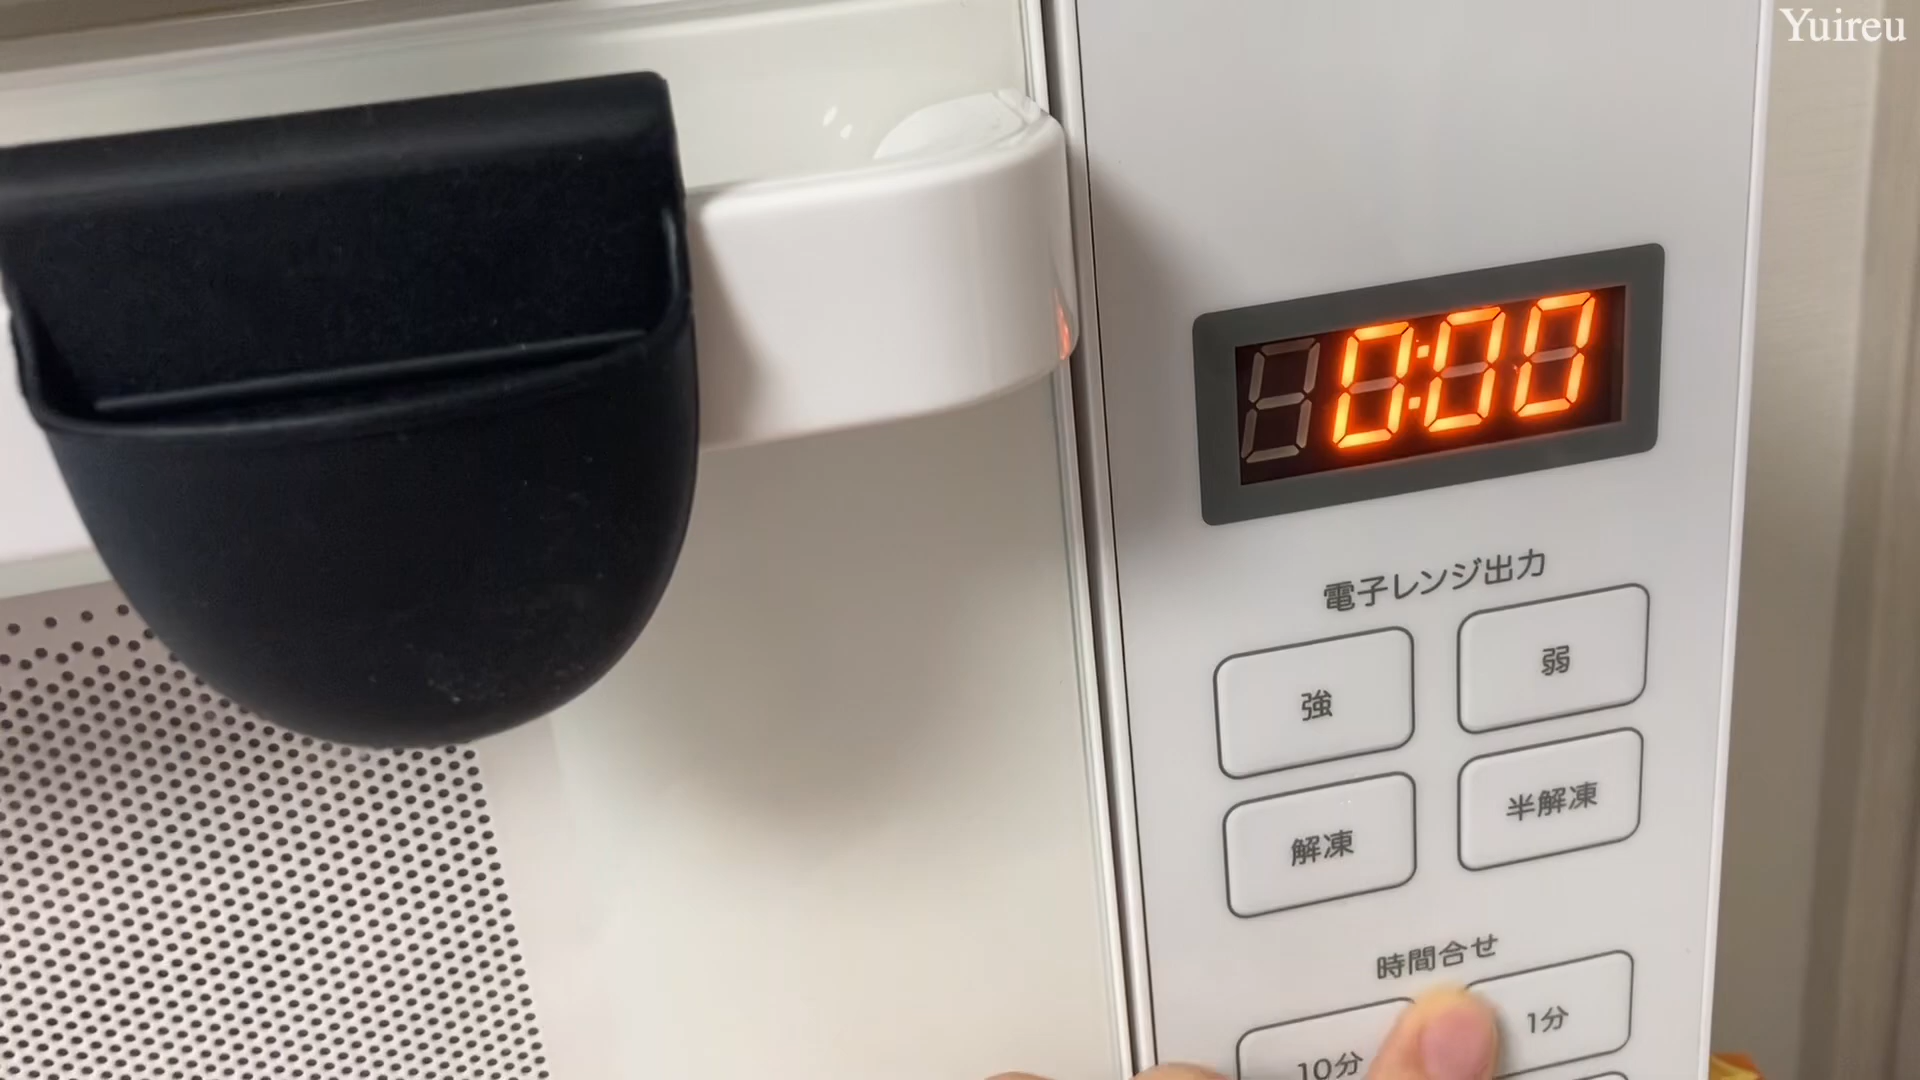 Yuireu
0:00
電子レンジ出力
強
弱
解凍
半解凍
時間合せ
10分
1分